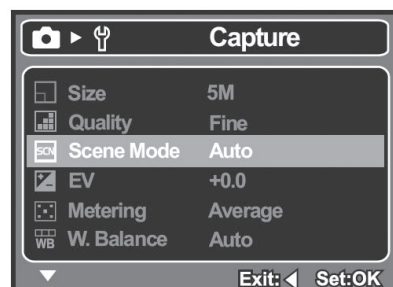 Capture
Size 5M
Quality Fine
SCN Scene Mode Auto
EV +0.0
Metering Average
WB W. Balance Auto
Exit: Set:OK